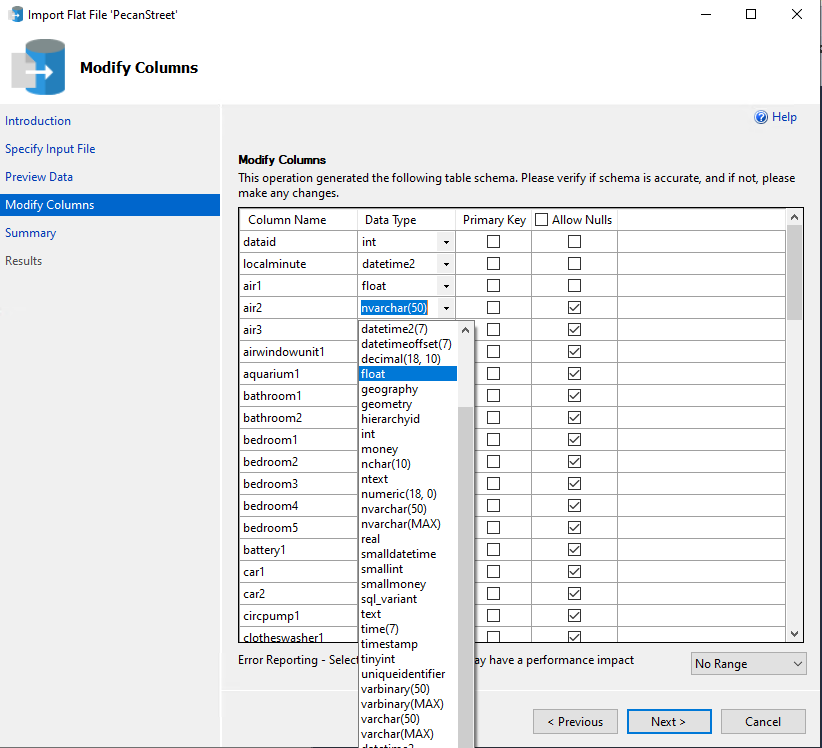 Import Flat File 'PecanStreet'
Modify Columns
Introduction
Specify Input File
Preview Data
Modify Columns
Summary
Results
Help
Modify Columns
This operation generated the following table schema. Please verify if schema is accurate, and if not, please
make any changes.
Column Name Data Type Primary Key Allow Nulls
dataid int
localminute datetime2
air1 float
air2 nvarchar(50)
air3
airwindowunit1
aquarium1
bathroom1
bathroom2
bedroom1
bedroom2
bedroom3
bedroom4
bedroom5
battery1
car1
car2
circpump1
clotheswasher1
datetime2(7)
datetimeoffset(7)
decimal(18, 10)
float
geography
geometry
hierarchyid
int
money
nchar(10)
ntext
numeric(18, 0)
nvarchar(50)
nvarchar(MAX)
real
smalldatetime
smallint
smallmoney
sql_variant
text
time(7)
timestamp
tinyint
uniqueidentifier
varbinary(50)
varbinary(MAX)
varchar(50)
varchar(MAX)
datetime2
Error Reporting - Select may have a performance impact
No Range
< Previous
Next >
Cancel